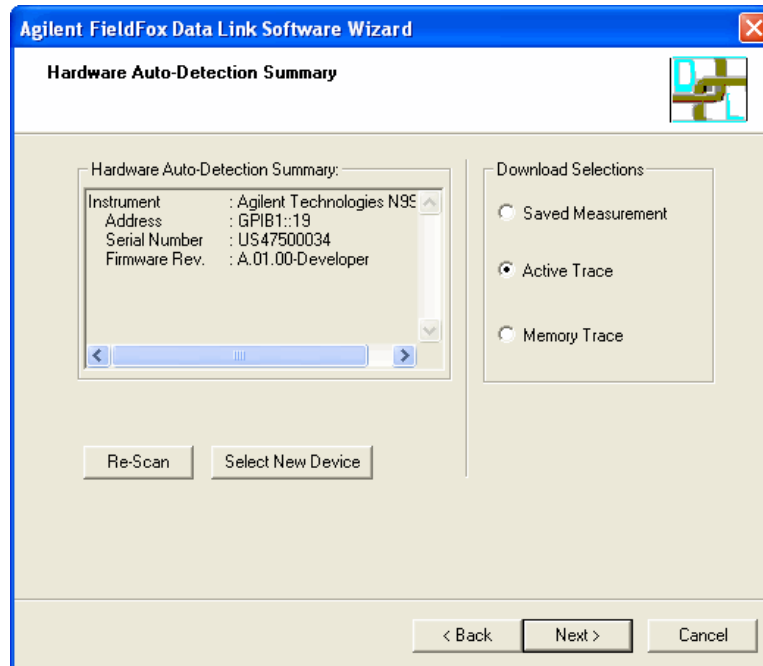 Agilent FieldFox Data Link Software Wizard
Hardware Auto-Detection Summary
D
L
Hardware Auto-Detection Summary:
Instrument : Agilent Technologies N99
Address : GPIB1::19
Serial Number : US47500034
Firmware Rev. : A.01.00-Developer
Download Selections
Saved Measurement
Active Trace
Memory Trace
Re-Scan
Select New Device
< Back
Next >
Cancel